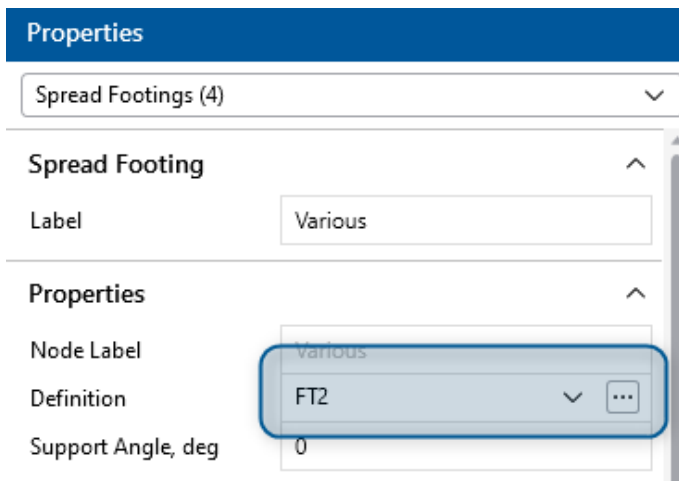 Properties
Spread Footings (4)
Spread Footing
Label Various
Properties
Node Label Various
Definition FT2 ...
Support Angle, deg 0